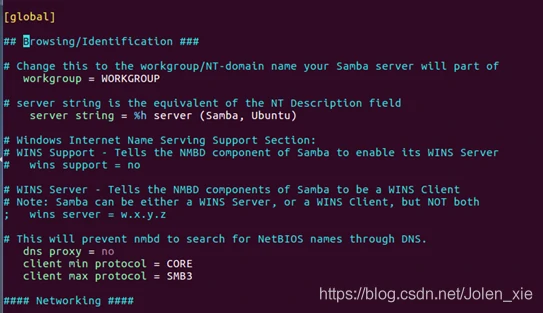 [global]
## Browsing/Identification ###
# Change this to the workgroup/NT-domain name your Samba server will part of
workgroup = WORKGROUP
# server string is the equivalent of the NT Description field
server string = %h server (Samba, Ubuntu)
# Windows Internet Name Serving Support Section:
# WINS Support - Tells the NMBD component of Samba to enable its WINS Server
#   wins support = no
# WINS Server - Tells the NMBD components of Samba to be a WINS Client
# Note: Samba can be either a WINS Server, or a WINS Client, but NOT both
;   wins server = w.x.y.z
# This will prevent nmbd to search for NetBIOS names through DNS.
dns proxy = no
client min protocol = CORE
client max protocol = SMB3
#### Networking ####
https://blog.csdn.net/Jolen_xie